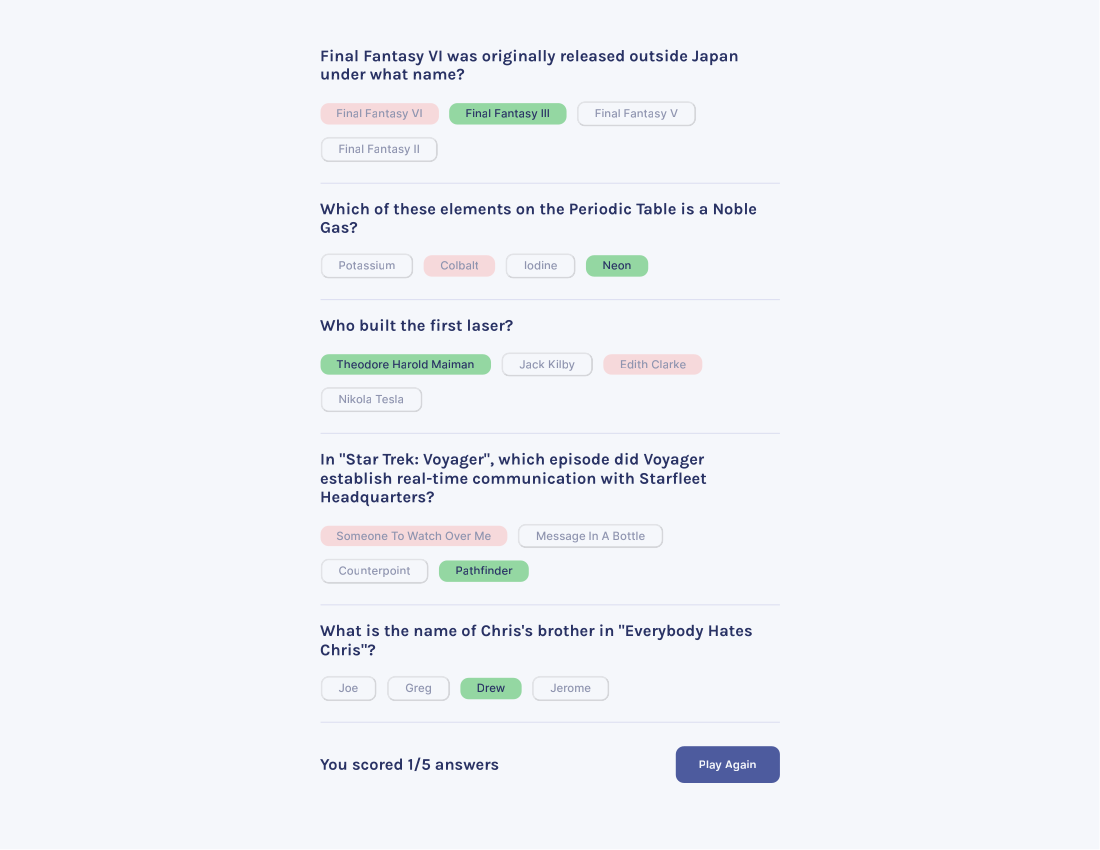 Final Fantasy VI was originally released outside Japan
under what name?
Final Fantasy VI Final Fantasy III Final Fantasy V
Final Fantasy II
Which of these elements on the Periodic Table is a Noble
Gas?
Potassium Colbalt Iodine Neon
Who built the first laser?
Theodore Harold Maiman Jack Kilby Edith Clarke
Nikola Tesla
In "Star Trek: Voyager", which episode did Voyager
establish real-time communication with Starfleet
Headquarters?
Someone To Watch Over Me Message In A Bottle
Counterpoint Pathfinder
What is the name of Chris's brother in "Everybody Hates
Chris"?
Joe Greg Drew Jerome
You scored 1/5 answers Play Again